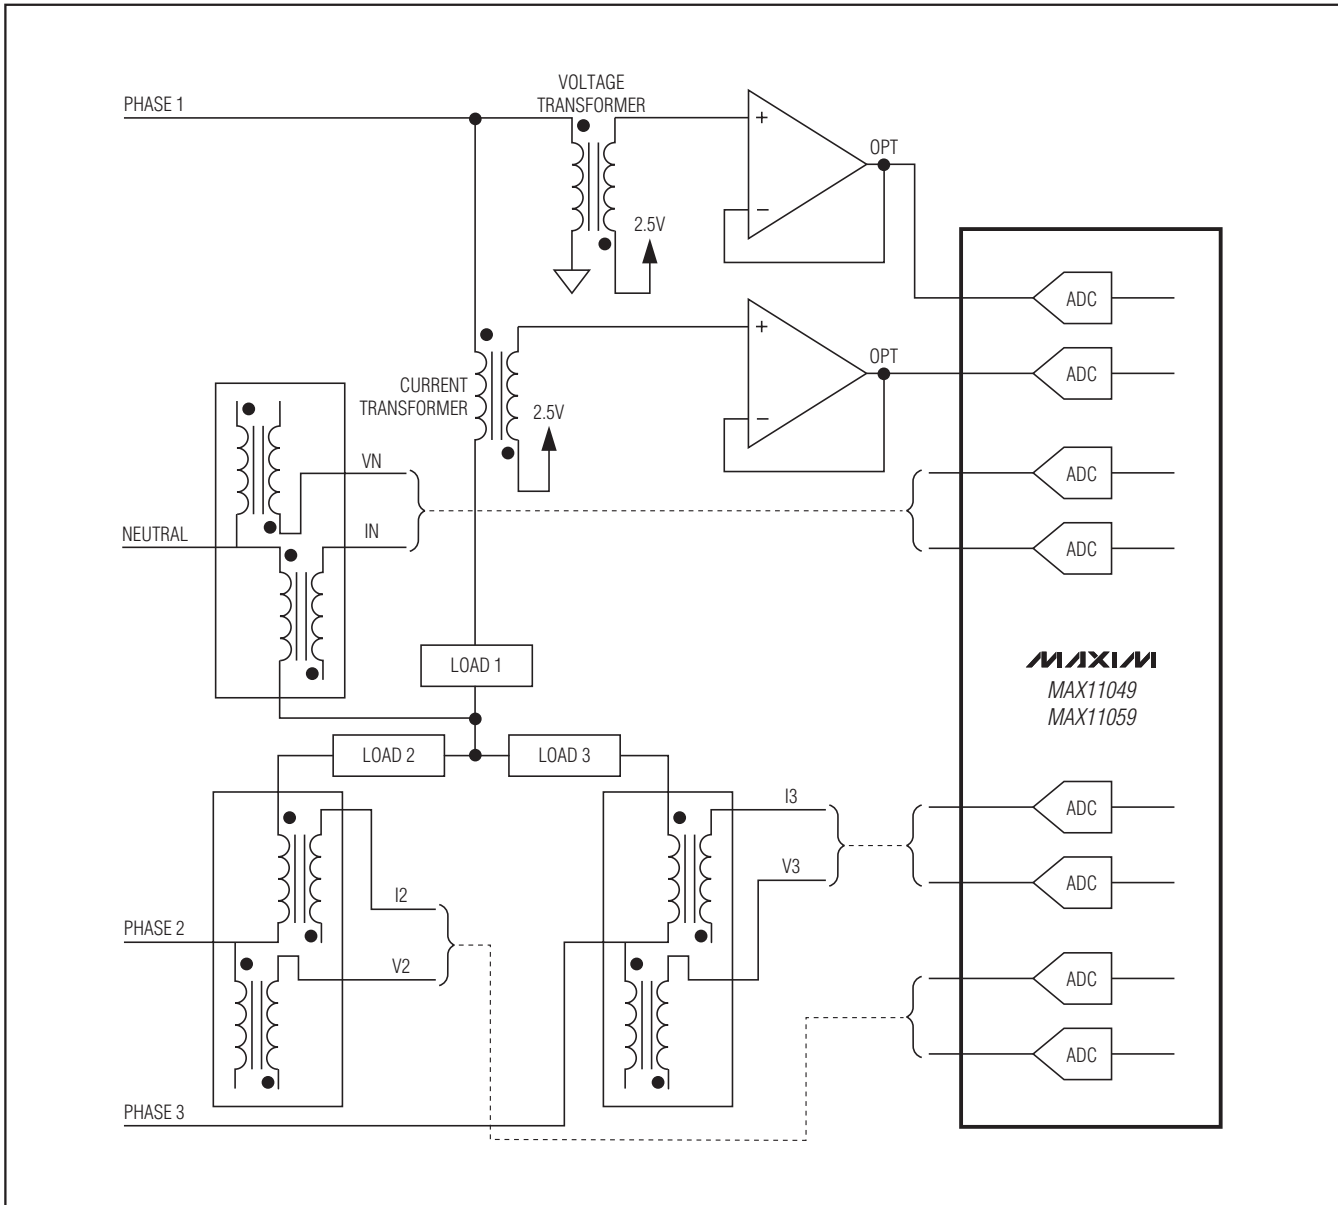 PHASE 1
VOLTAGE
TRANSFORMER
+
OPT
−
2.5V
ADC
+
OPT
ADC
CURRENT
TRANSFORMER
2.5V
−
VN
ADC
NEUTRAL
IN
ADC
LOAD 1
MAXIM
MAX11049
MAX11059
LOAD 2
LOAD 3
I3
ADC
V3
ADC
I2
PHASE 2
V2
ADC
ADC
PHASE 3